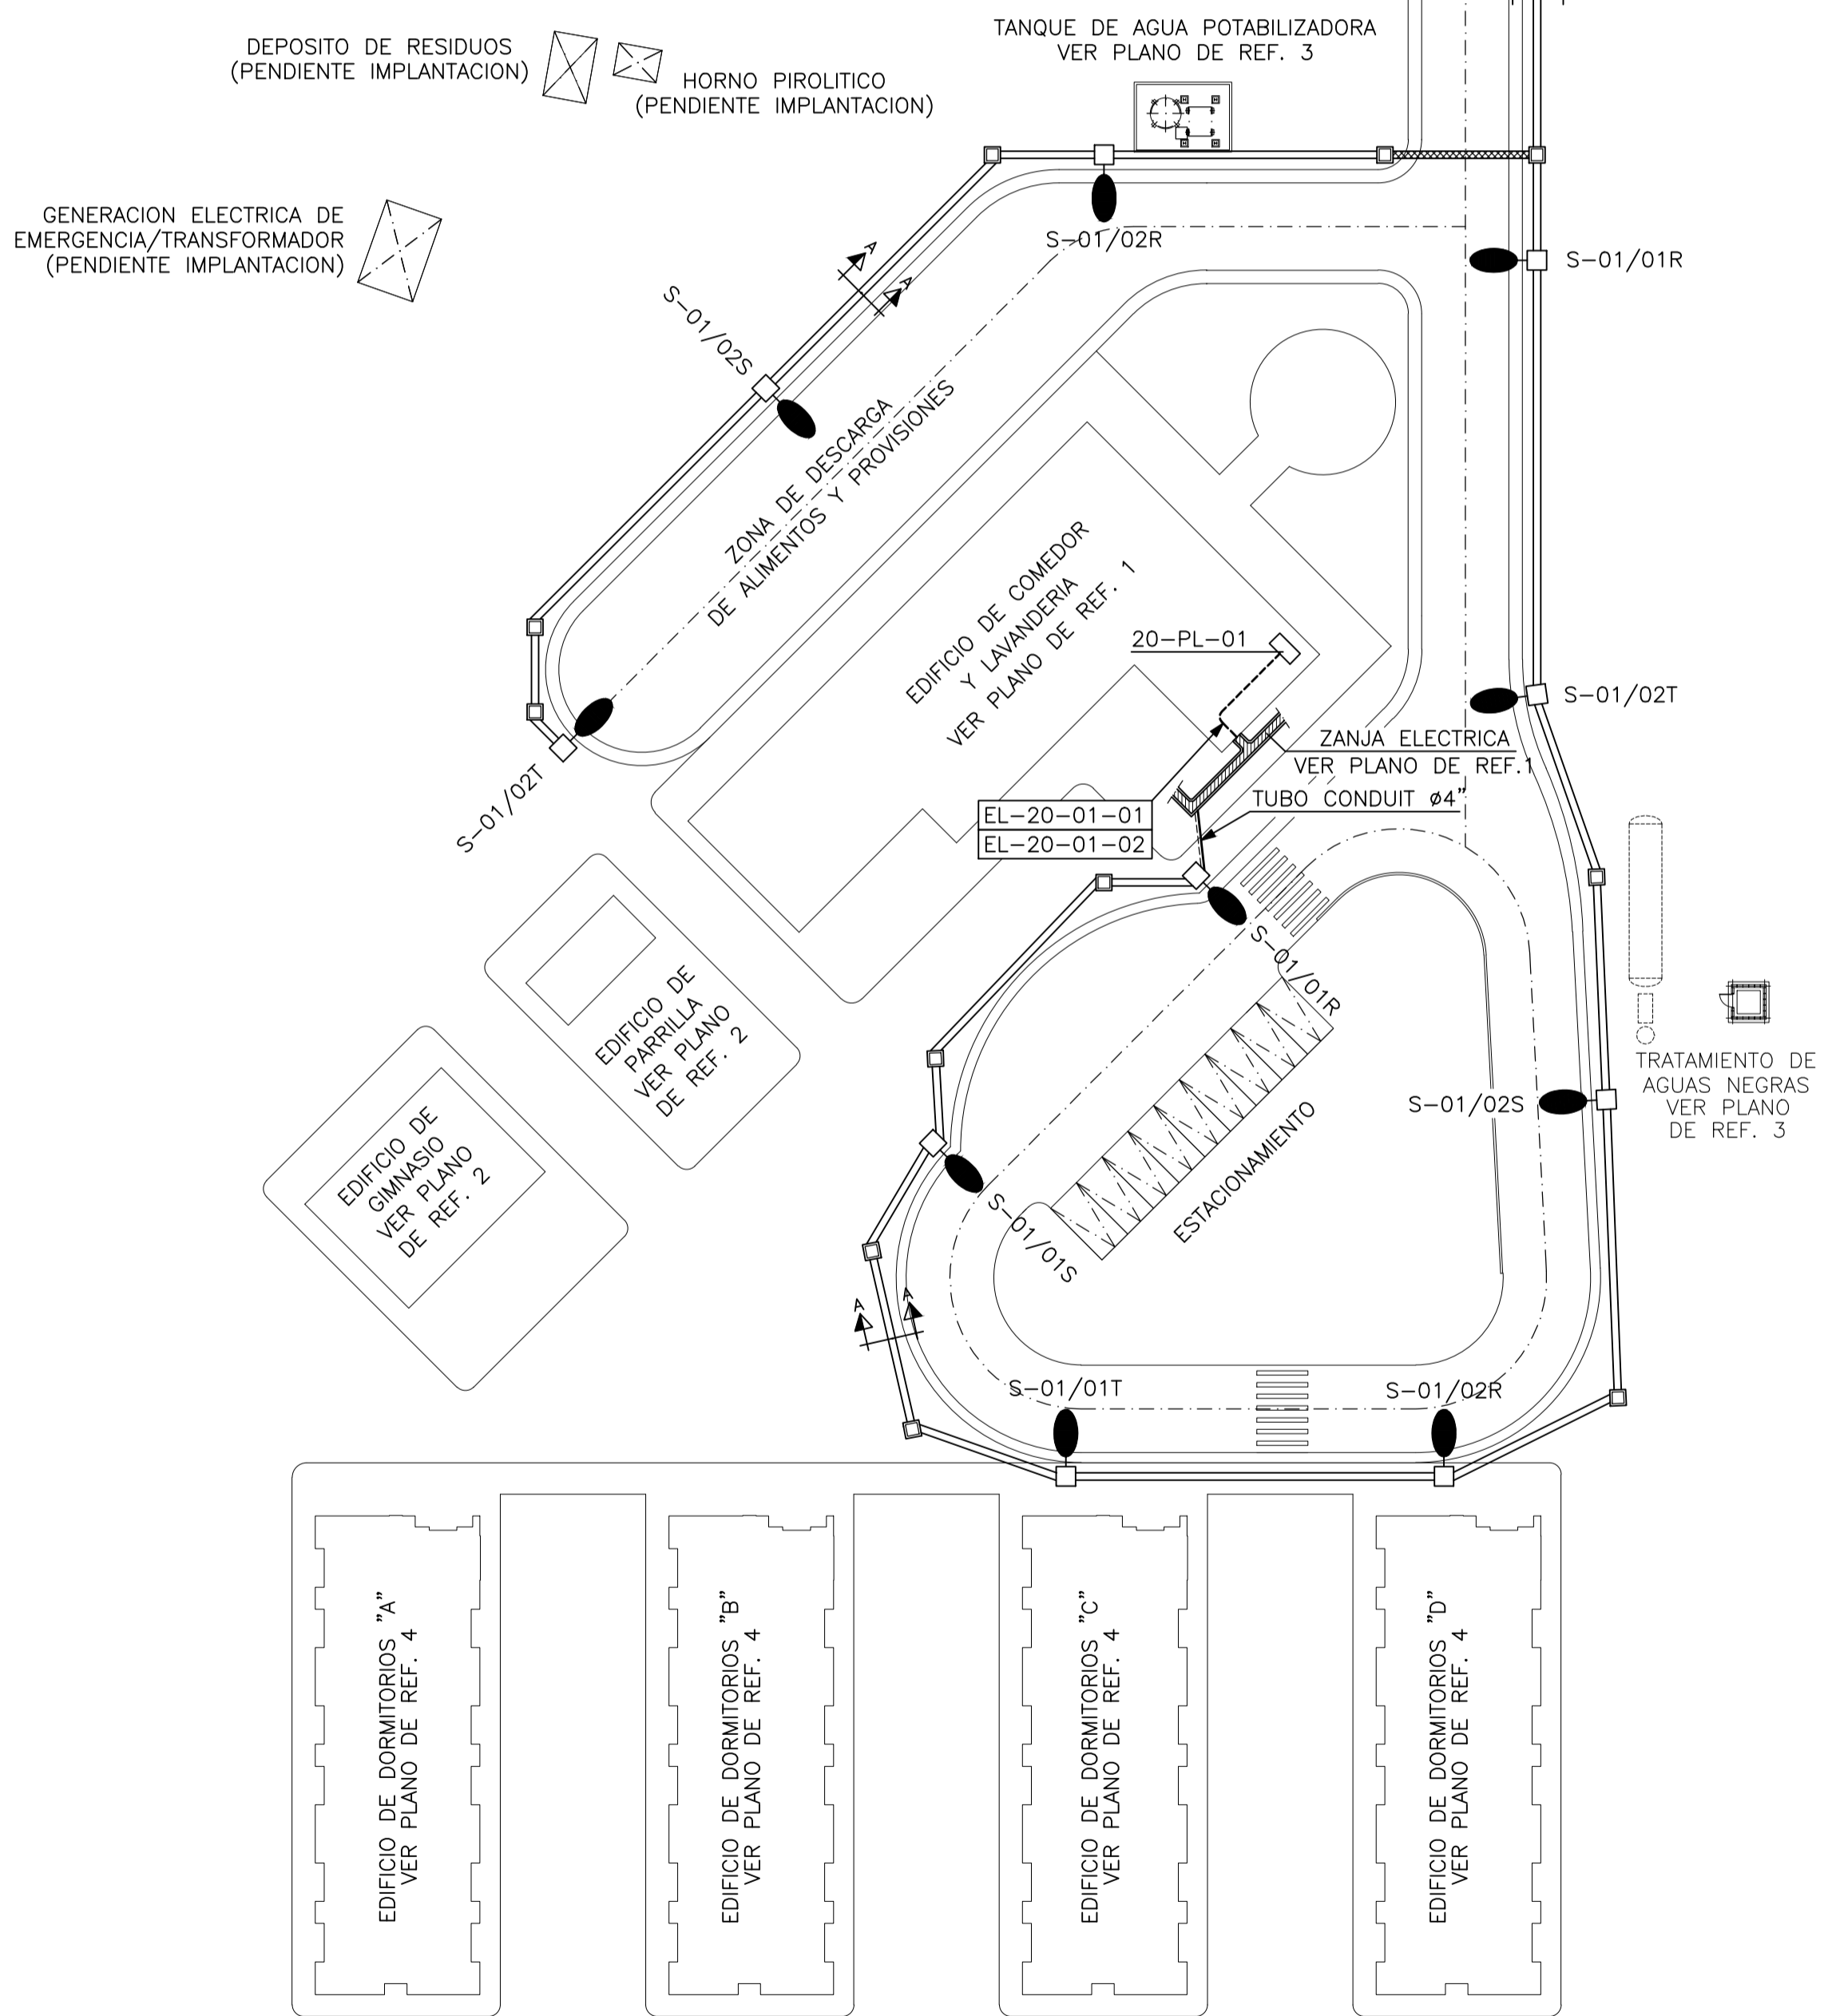 TANQUE DE AGUA POTABILIZADORA
VER PLANO DE REF. 3
DEPOSITO DE RESIDUOS
(PENDIENTE IMPLANTACION)
HORNO PIROLITICO
(PENDIENTE IMPLANTACION)
GENERACION ELECTRICA DE
EMERGENCIA/TRANSFORMADOR
(PENDIENTE IMPLANTACION)
S-01/02R
S-01/01R
A
A
S-01/02S
ZONA DE DESCARGA
DE ALIMENTOS Y PROVISIONES
EDIFICIO DE COMEDOR
Y LAVANDERIA
VER PLANO DE REF. 1
20-PL-01
S-01/02T
ZANJA ELECTRICA
VER PLANO DE REF.1
TUBO CONDUIT ø4"
S-01/02T
EL-20-01-01
EL-20-01-02
S-01/01R
EDIFICIO DE
PARRILLA
VER PLANO
DE REF. 2
TRATAMIENTO DE
AGUAS NEGRAS
VER PLANO
DE REF. 3
S-01/02S
EDIFICIO DE
GIMNASIO
VER PLANO
DE REF. 2
ESTACIONAMIENTO
S-01/01S
A
A
S-01/01T
S-01/02R
EDIFICIO DE DORMITORIOS "A"
VER PLANO DE REF. 4
EDIFICIO DE DORMITORIOS "B"
VER PLANO DE REF. 4
EDIFICIO DE DORMITORIOS "C"
VER PLANO DE REF. 4
EDIFICIO DE DORMITORIOS "D"
VER PLANO DE REF. 4